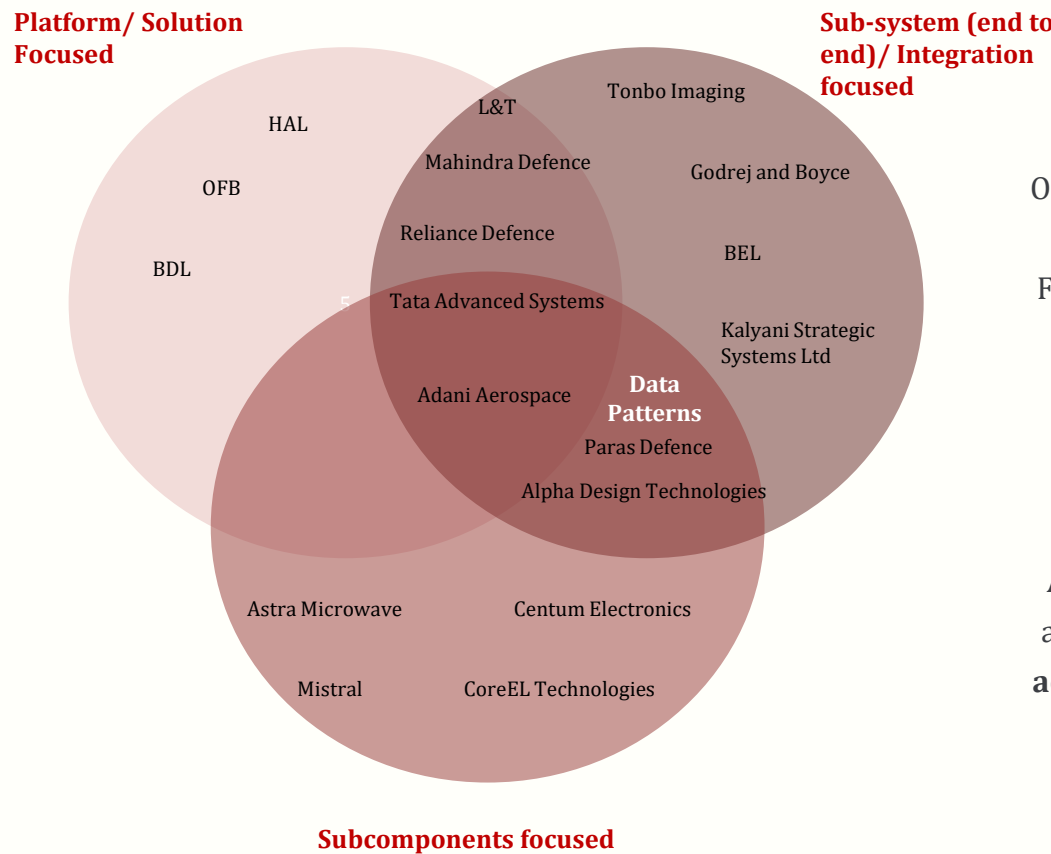 Platform/ Solution
Focused
Sub-system (end to
end)/ Integration
focused
L&T
Tonbo Imaging
HAL
Mahindra Defence
Godrej and Boyce
OFB
O
Reliance Defence
BEL
BDL
F
5
Tata Advanced Systems
Kalyani Strategic
Systems Ltd
Data
Patterns
Adani Aerospace
Paras Defence
Alpha Design Technologies
a
Astra Microwave
Centum Electronics
a
Mistral
CoreEL Technologies
Subcomponents focused